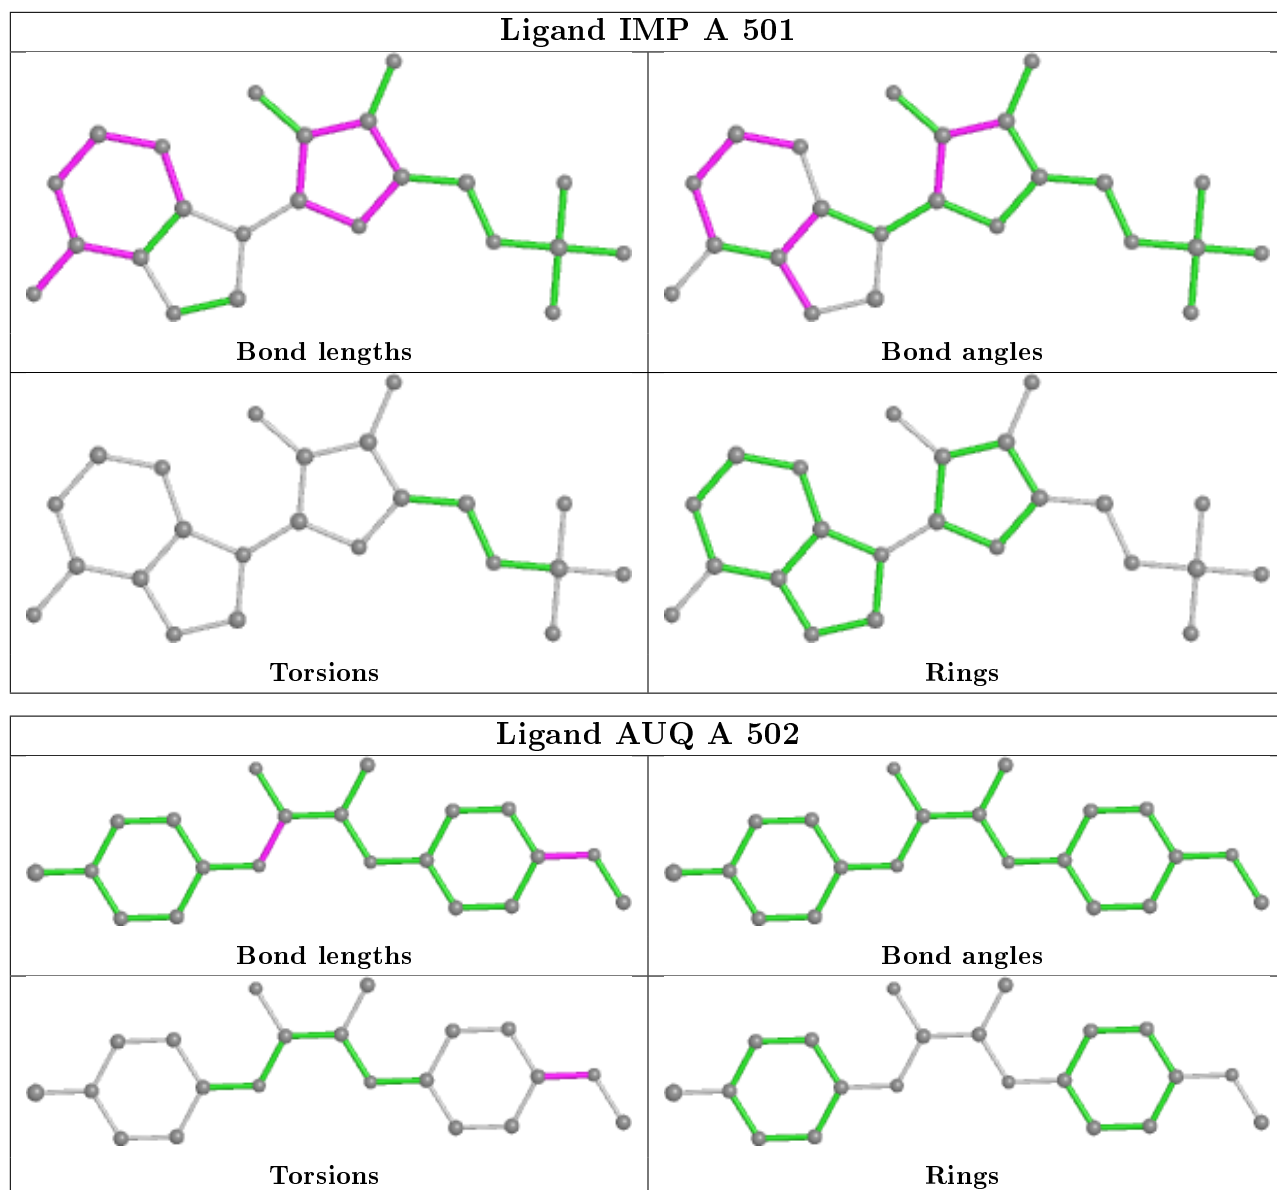 Ligand IMP A 501
Bond lengths
Bond angles
Torsions
Rings
Ligand AUQ A 502
Bond lengths
Bond angles
Torsions
Rings